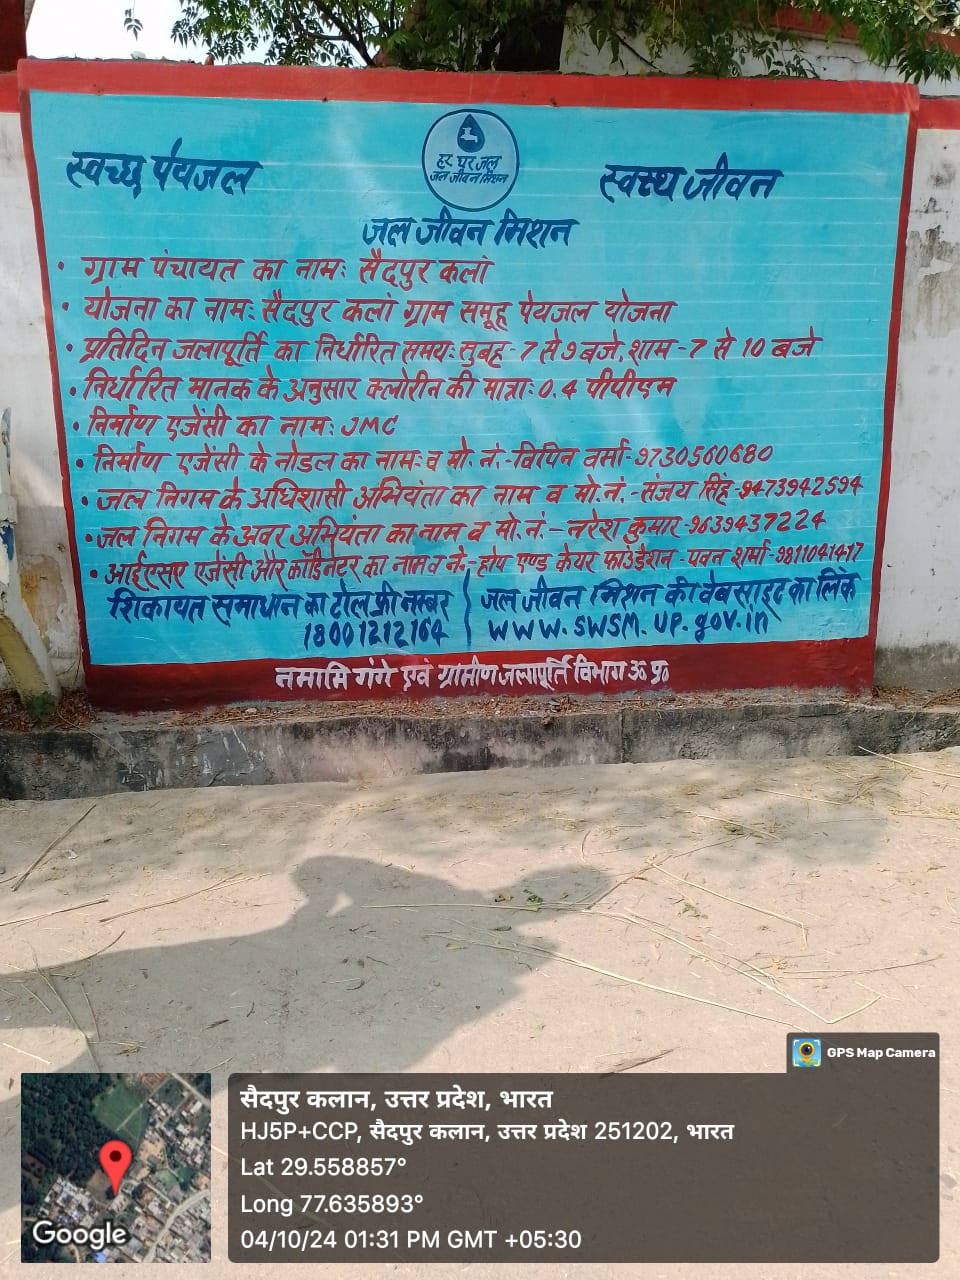 हर घर जल
जल जीवन मिशन
स्वच्छ पेयजल
स्वस्थ जीवन
जल जीवन मिशन
• ग्राम पंचायत का नामः सैदपुर कलां
• योजना का नामः सैदपुर कलां ग्राम समूह पेयजल योजना
• प्रतिदिन जलापूर्ति का निर्धारित समयः सुबह-7 से 9 बजे, शाम-7 से 10 बजे
• निर्धारित मानक के अनुसार क्लोरीन की मात्राः 0.4 पीपीएम
• निर्माण एजेंसी का नामः JMC
• निर्माण एजेंसी के नोडल का नामः व मो. नं.-विपिन वर्मा-9730560680
• जल निगम के अधिशासी अभियंता का नाम व मो.नं.-संजय सिंह-9473942594
• जल निगम के अवर अभियंता का नाम व मो. नं.- नरेश कुमार-9639437224
• आईएसए एजेंसी और कॉर्डिनेटर का नाम व नं.-होप एण्ड केयर फाउंडेशन -पवन शर्मा-9811041417
शिकायत समाधान का टोल फ्री नम्बर
18001212164
जल जीवन मिशन की वेबसाइट का लिंक
www.swsm.up.gov.in
नमामि गंगे एवं ग्रामीण जलापूर्ति विभाग उ० प्र०
GPS Map Camera
Google
सैदपुर कलान, उत्तर प्रदेश, भारत
HJ5P+CCP, सैदपुर कलान, उत्तर प्रदेश 251202, भारत
Lat 29.558857°
Long 77.635893°
04/10/24 01:31 PM GMT +05:30